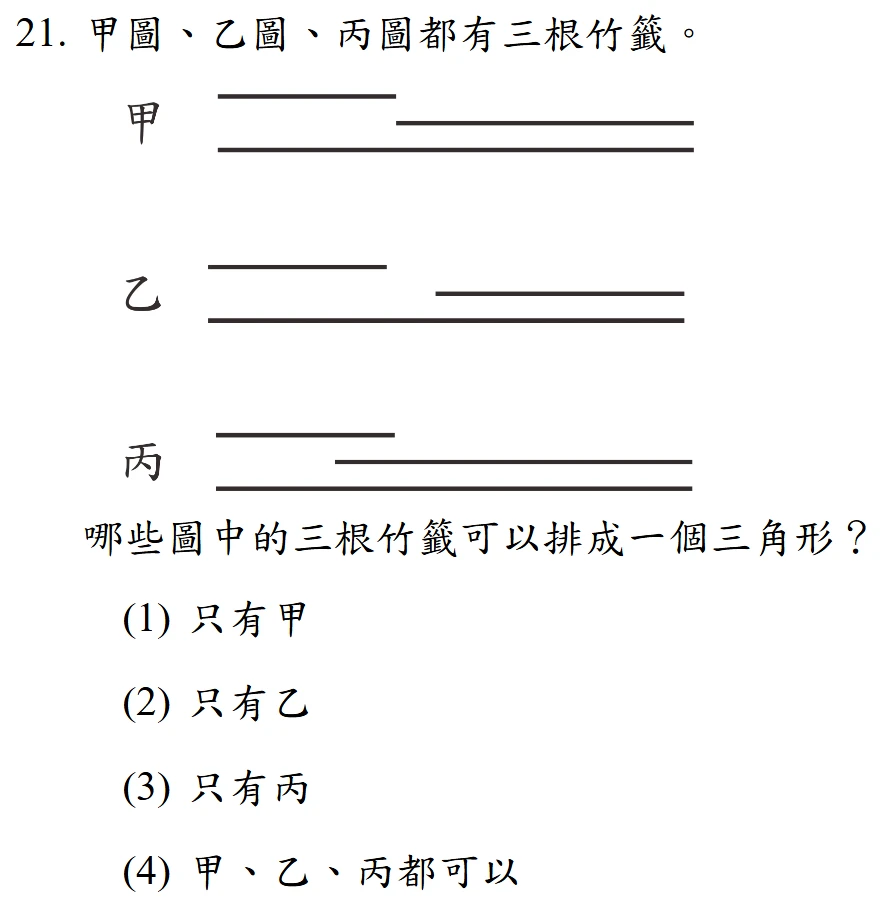 21. 甲圖、乙圖、丙圖都有三根竹籤。
甲
乙
丙
哪些圖中的三根竹籤可以排成一個三角形？
(1) 只有甲
(2) 只有乙
(3) 只有丙
(4) 甲、乙、丙都可以